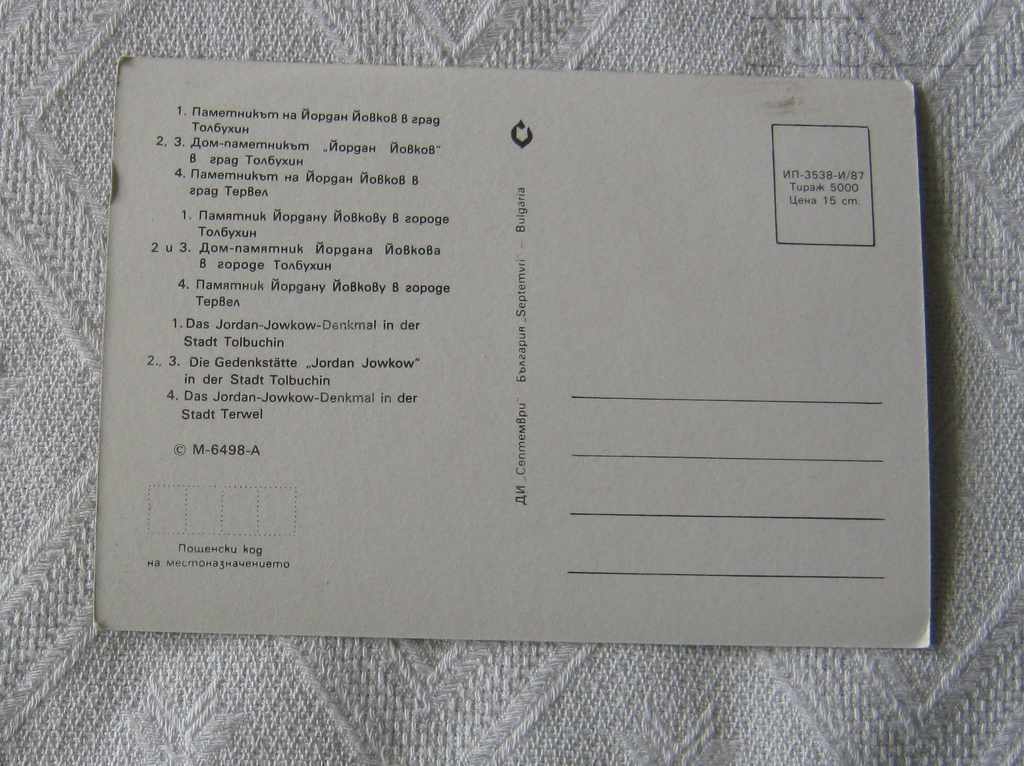 1. Паметникът на Йордан Йовков в град
Толбухин
2, 3. Дом-паметникът „Йордан Йовков“
в град Толбухин
4. Паметникът на Йордан Йовков в
град Тервел
1. Памятник Йордану Йовкову в городе
Толбухин
2 и 3. Дом-памятник Йордана Йовкова
в городе Толбухин
4. Памятник Йордану Йовкову в городе
Тервел
1. Das Jordan-Jowkow-Denkmal in der
Stadt Tolbuchin
2., 3. Die Gedenkstätte „Jordan Jowkow“
in der Stadt Tolbuchin
4. Das Jordan-Jowkow-Denkmal in der
Stadt Terwel
© М-6498-А
Пощенски код
на местоназначението
ДИ „Септември“ – България „Septemvri“ – Bulgaria
ИП-3538-И/87
Тираж 5000
Цена 15 ст.